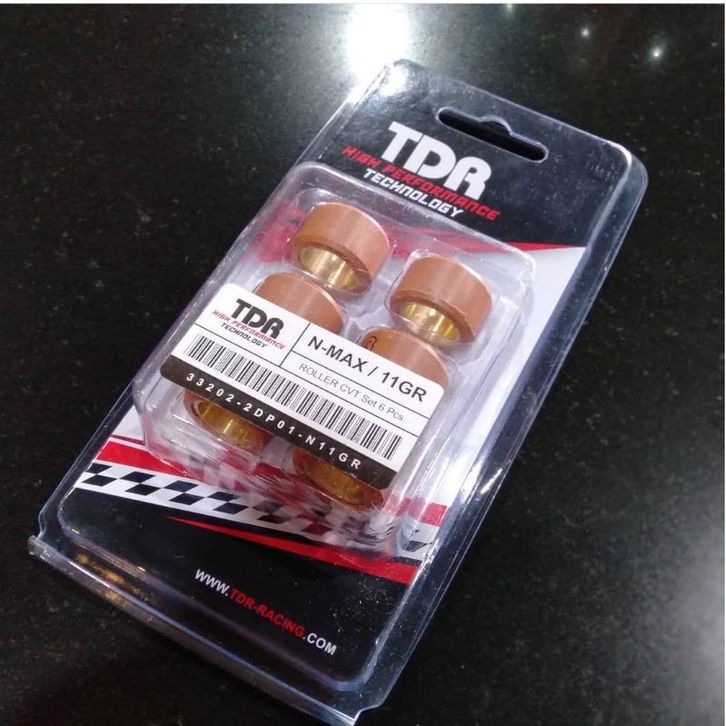 TDR
HIGH PERFORMANCE
TECHNOLOGY
TDR
HIGH PERFORMANCE
TECHNOLOGY
N-MAX / 11GR
ROLLER CVT Set 6 Pcs
33202-2DP01-N11GR
WWW.TDR-RACING.COM